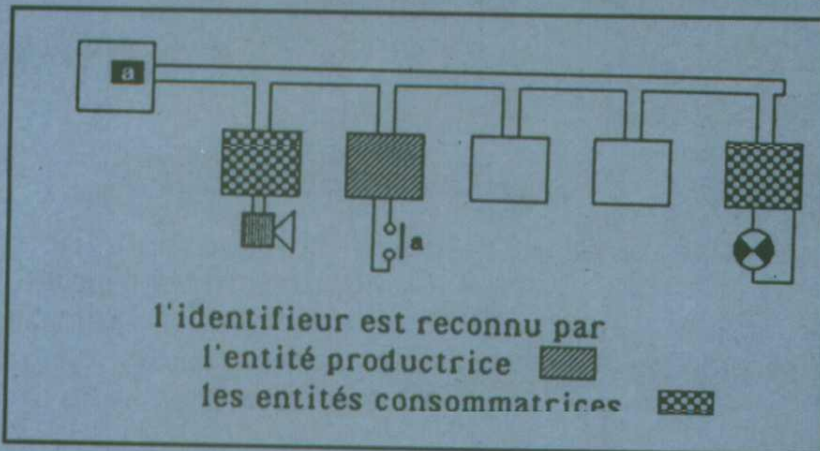 a
a
l'identifieur est reconnu par
l'entité productrice
les entités consommatrices